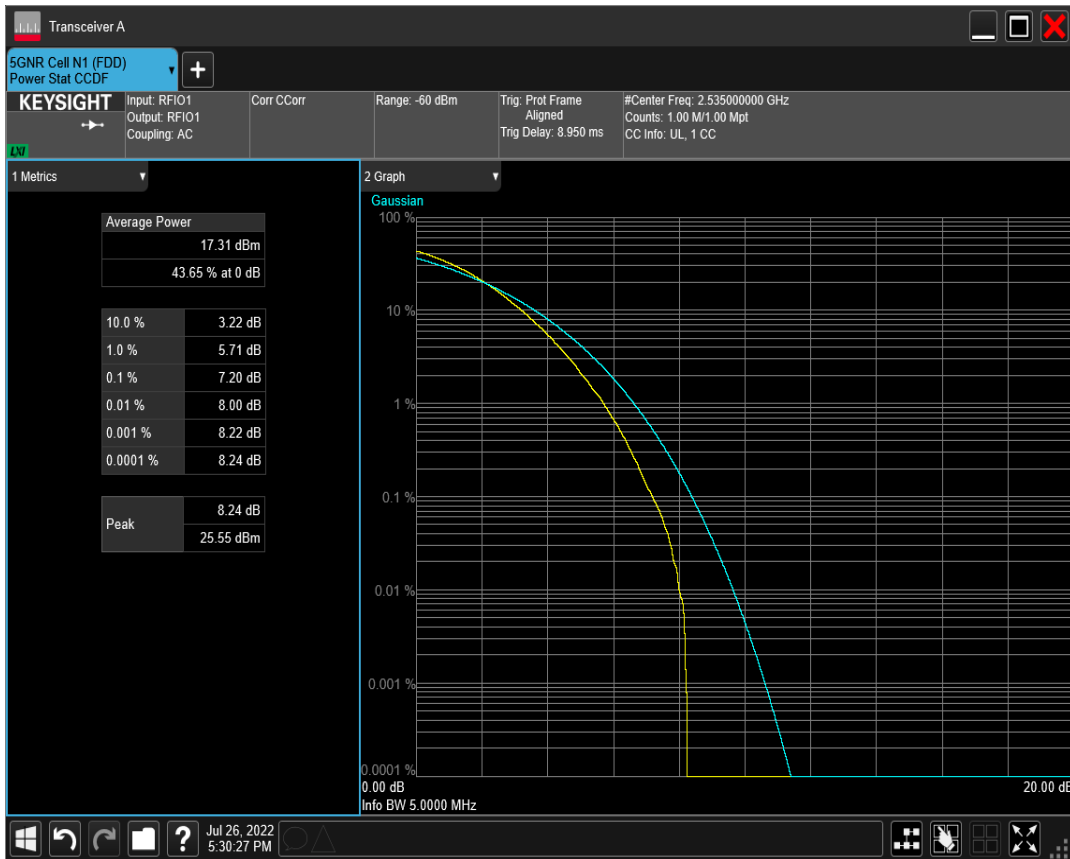 Transceiver A
5GNR Cell N1 (FDD)
Power Stat CCDF
KEYSIGHT
LXI
Input: RFIO1
Output: RFIO1
Coupling: AC
Corr CCorr
Range: -60 dBm
Trig: Prot Frame
Aligned
Trig Delay: 8.950 ms
#Center Freq: 2.535000000 GHz
Counts: 1.00 M/1.00 Mpt
CC Info: UL, 1 CC
1 Metrics
Average Power
17.31 dBm
43.65 % at 0 dB
10.0 % 3.22 dB
1.0 % 5.71 dB
0.1 % 7.20 dB
0.01 % 8.00 dB
0.001 % 8.22 dB
0.0001 % 8.24 dB
Peak 8.24 dB
25.55 dBm
2 Graph
Gaussian
100 %
10 %
1 %
0.1 %
0.01 %
0.001 %
0.0001 %
0.00 dB 20.00 dB
Info BW 5.0000 MHz
Jul 26, 2022
5:30:27 PM